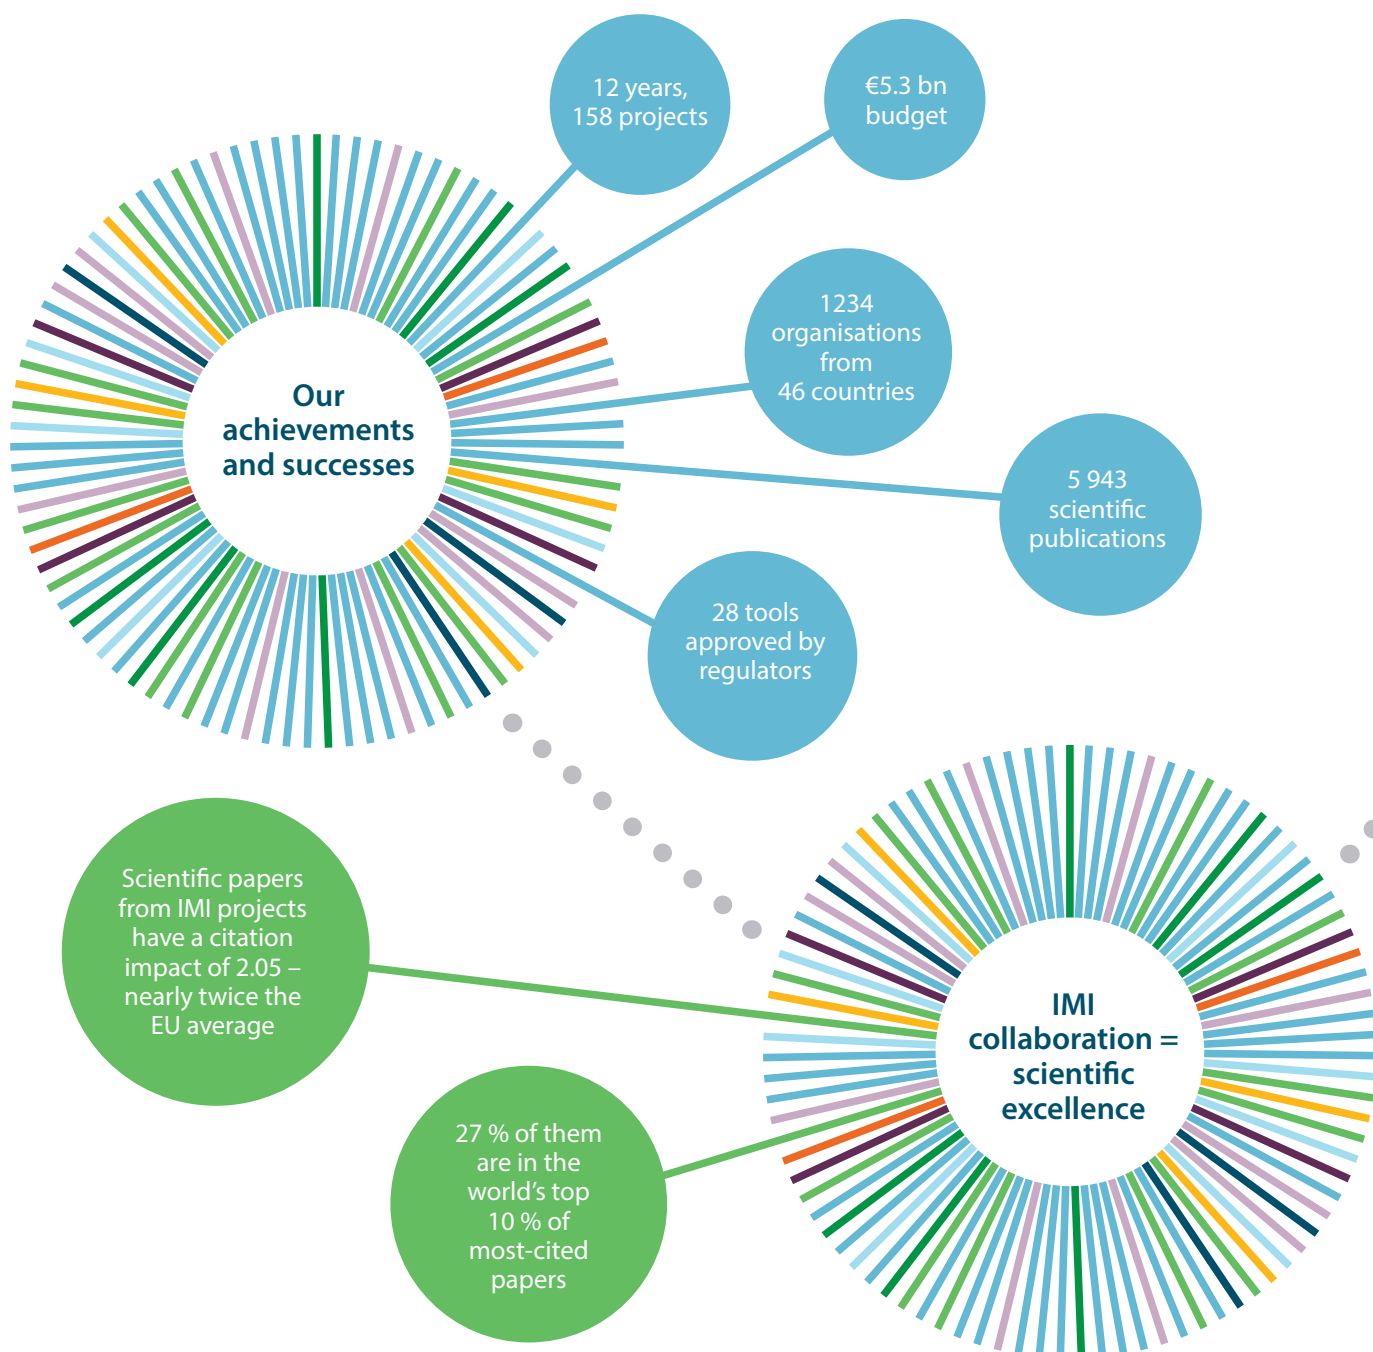 12 years,
158 projects
€5.3 bn
budget
1234
organisations
from
46 countries
Our
achievements
and successes
5 943
scientific
publications
28 tools
approved by
regulators
Scientific papers
from IMI projects
have a citation
impact of 2.05 –
nearly twice the
EU average
IMI
collaboration =
scientific
excellence
27 % of them
are in the
world’s top
10 % of
most-cited
papers